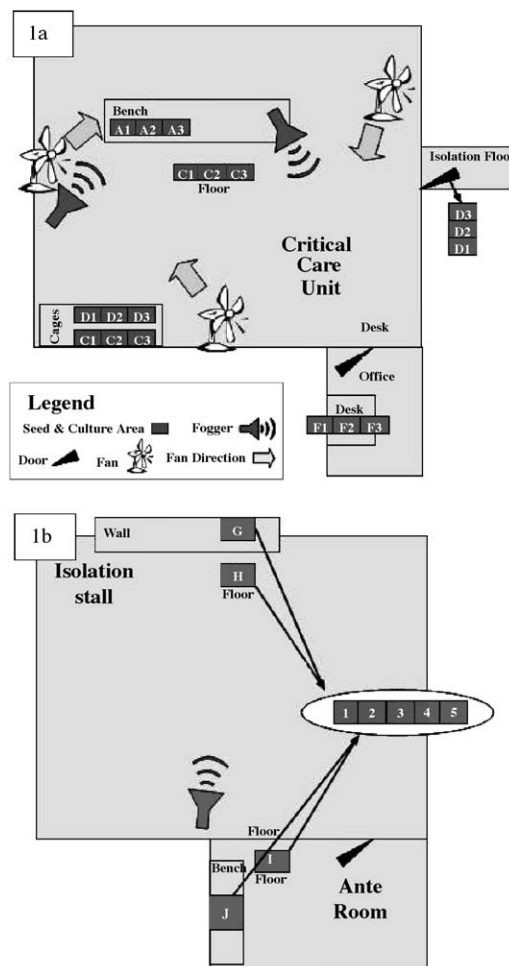 1a
Bench
A1 A2 A3
Isolation Floor
C1 C2 C3
Floor
D3
D2
D1
Critical
Care
Unit
Cages
D1 D2 D3
C1 C2 C3
Desk
Office
Desk
F1 F2 F3
Legend
Seed & Culture Area
Fogger
Door
Fan
Fan Direction
1b
Wall
G
Isolation
stall
H
Floor
1 2 3 4 5
Floor
Bench
I
Floor
J
Ante
Room